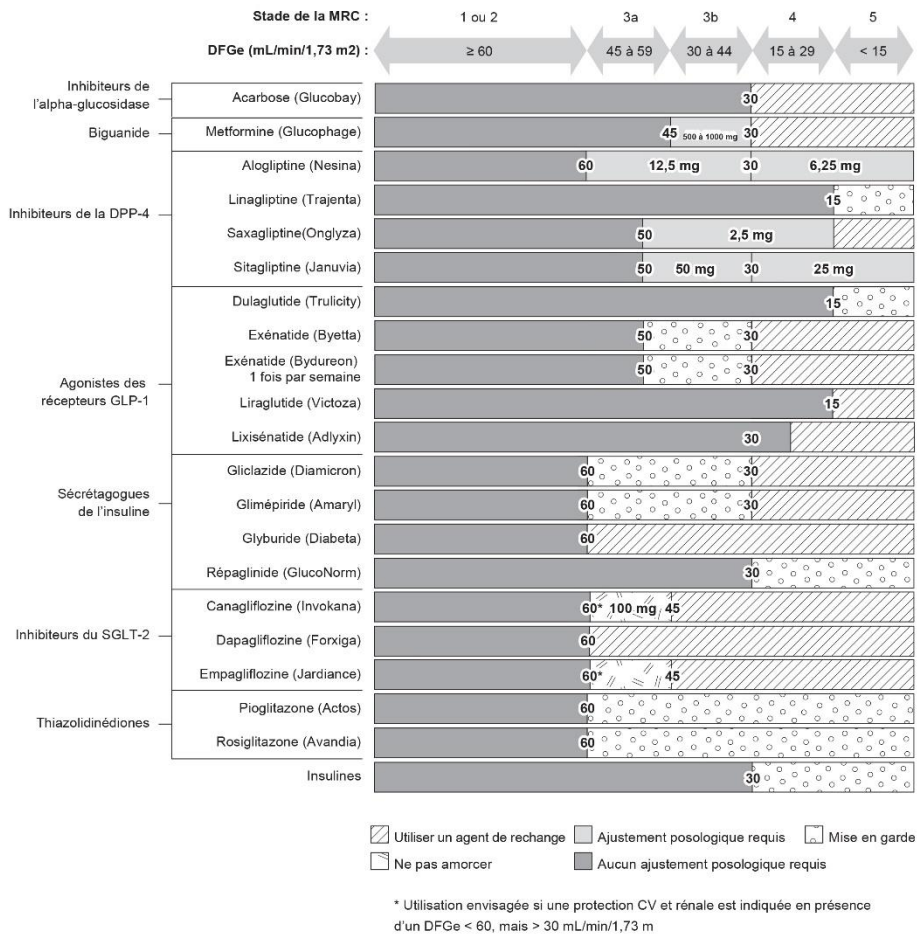 Stade de la MRC : 1 ou 2 3a 3b 4 5
DFGe (mL/min/1,73 m2) : ≥ 60 45 à 59 30 à 44 15 à 29 < 15
Inhibiteurs de
l'alpha-glucosidase
Acarbose (Glucobay) 30
Biguanide
Metformine (Glucophage) 45 500 à 1000 mg 30
Inhibiteurs de la DPP-4
Alogliptine (Nesina) 60 12,5 mg 30 6,25 mg
Linagliptine (Trajenta) 15
Saxagliptine(Onglyza) 50 2,5 mg
Sitagliptine (Januvia) 50 50 mg 30 25 mg
Agonistes des
récepteurs GLP-1
Dulaglutide (Trulicity) 15
Exénatide (Byetta) 50 30
Exénatide (Bydureon)
1 fois par semaine
50 30
Liraglutide (Victoza) 15
Lixisénatide (Adlyxin) 30
Sécrétagogues
de l'insuline
Gliclazide (Diamicron) 60 30
Glimépiride (Amaryl) 60 30
Glyburide (Diabeta) 60
Répaglinide (GlucoNorm) 30
Inhibiteurs du SGLT-2
Canagliflozine (Invokana) 60* 100 mg 45
Dapagliflozine (Forxiga) 60
Empagliflozine (Jardiance) 60* 45
Thiazolidinédiones
Pioglitazone (Actos) 60
Rosiglitazone (Avandia) 60
Insulines 30
Utiliser un agent de rechange Ajustement posologique requis Mise en garde
Ne pas amorcer Aucun ajustement posologique requis
* Utilisation envisagée si une protection CV et rénale est indiquée en présence
d'un DFGe < 60, mais > 30 mL/min/1,73 m